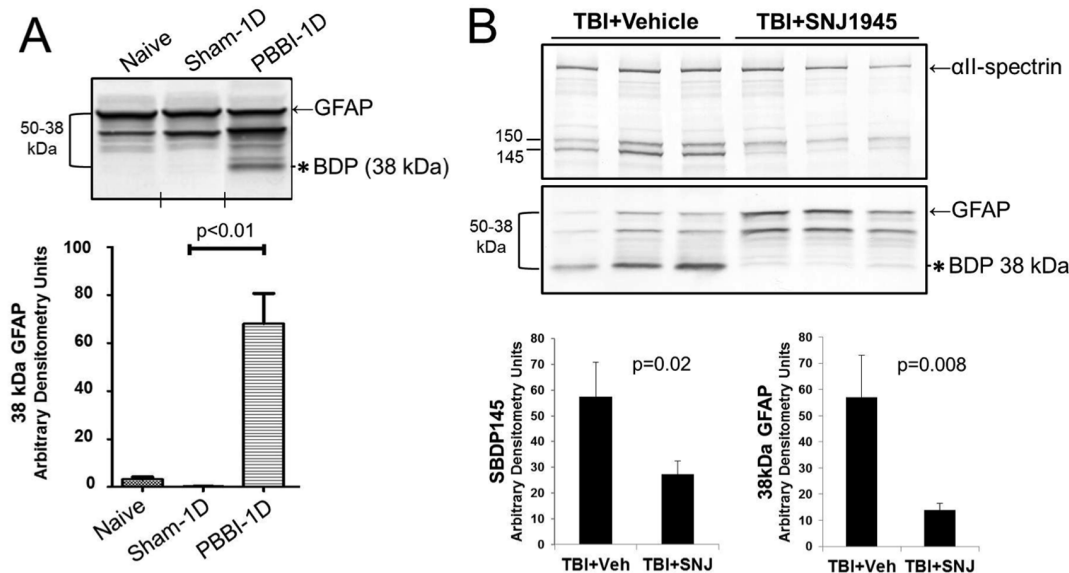 A
Naive
Sham-1D
PBBI-1D
←GFAP
50-38
kDa
*BDP (38 kDa)
p<0.01
100
80
60
40
20
0
38 kDa GFAP
Arbitrary Densitometry Units
Naive
Sham-1D
PBBI-1D
B
TBI+Vehicle
TBI+SNJ1945
←αII-spectrin
150
145
←GFAP
50-38
kDa
*BDP 38 kDa
80
70
60
50
40
30
20
10
0
SBDP145
Arbitrary Densitometry Units
p=0.02
TBI+Veh
TBI+SNJ
80
70
60
50
40
30
20
10
0
38kDa GFAP
Arbitrary Densitometry Units
p=0.008
TBI+Veh
TBI+SNJ